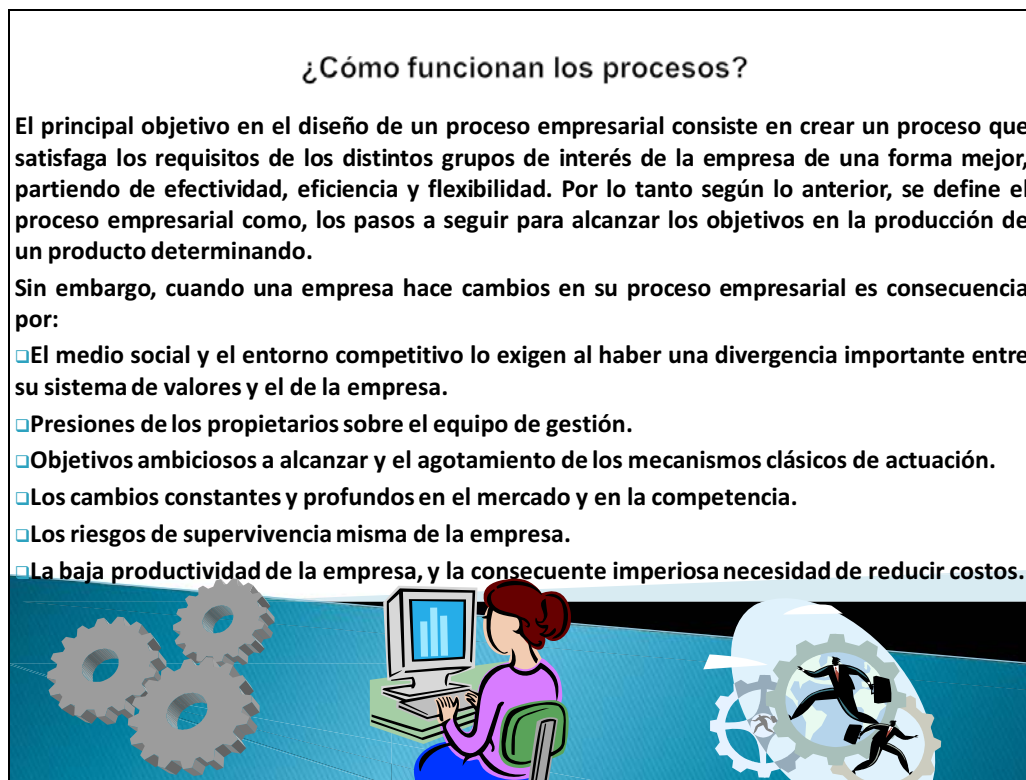 ¿Cómo funcionan los procesos?
El principal objetivo en el diseño de un proceso empresarial consiste en crear un proceso que
satisfaga los requisitos de los distintos grupos de interés de la empresa de una forma mejor,
partiendo de efectividad, eficiencia y flexibilidad. Por lo tanto según lo anterior, se define el
proceso empresarial como, los pasos a seguir para alcanzar los objetivos en la producción de
un producto determinando.
Sin embargo, cuando una empresa hace cambios en su proceso empresarial es consecuencia
por:
❑El medio social y el entorno competitivo lo exigen al haber una divergencia importante entre
su sistema de valores y el de la empresa.
❑Presiones de los propietarios sobre el equipo de gestión.
❑Objetivos ambiciosos a alcanzar y el agotamiento de los mecanismos clásicos de actuación.
❑Los cambios constantes y profundos en el mercado y en la competencia.
❑Los riesgos de supervivencia misma de la empresa.
❑La baja productividad de la empresa, y la consecuente imperiosa necesidad de reducir costos.